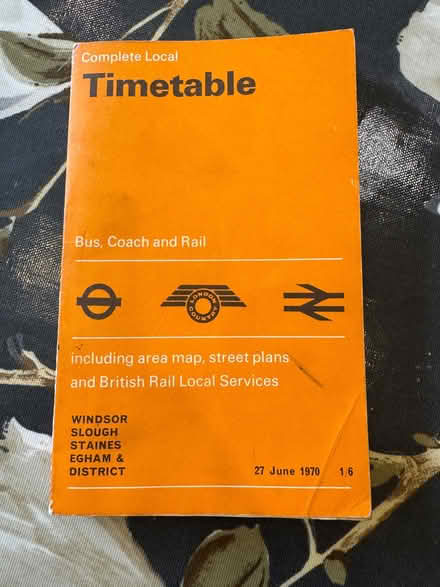 Complete Local
Timetable
Bus, Coach and Rail
LONDON
COUNTRY
including area map, street plans
and British Rail Local Services
WINDSOR
SLOUGH
STAINES
EGHAM &
DISTRICT
27 June 1970 1/6